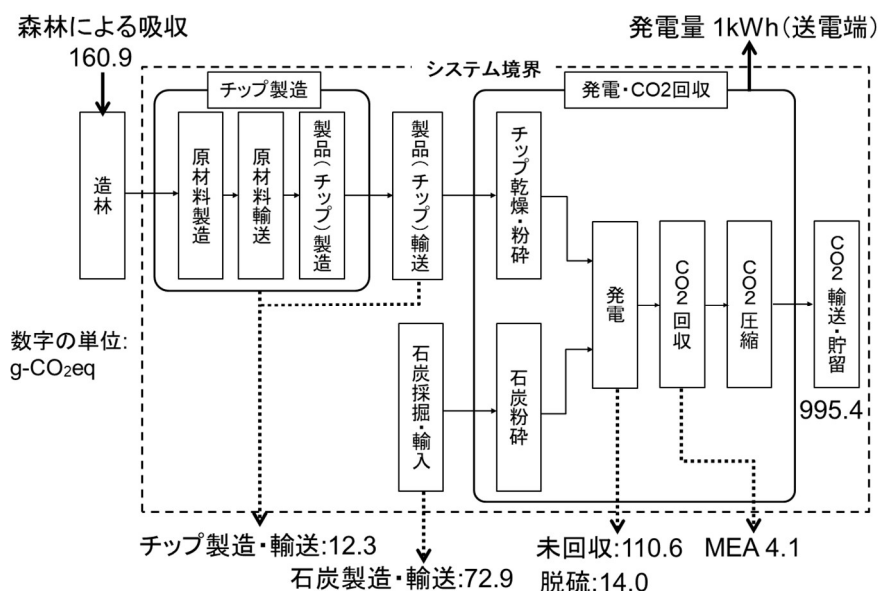 森林による吸収
160.9
発電量 1kWh(送電端)
システム境界
チップ製造
発電・CO2回収
造林
原材料製造
原材料輸送
製品(チップ)製造
製品(チップ)輸送
チップ乾燥・粉砕
発電
CO2回収
CO2圧縮
CO2輸送・貯留
995.4
数字の単位:
g-CO₂eq
石炭採掘・輸入
石炭粉砕
チップ製造・輸送:12.3
石炭製造・輸送:72.9
未回収:110.6
脱硫:14.0
MEA 4.1